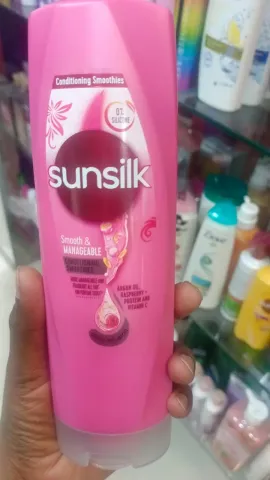 Conditioning Smoothies
0%
SILICONE
sunsilk
Smooth &
MANAGEABLE
ARGAN OIL,
RASPBERRY +
PROTEIN AND
VITAMIN C
Dove